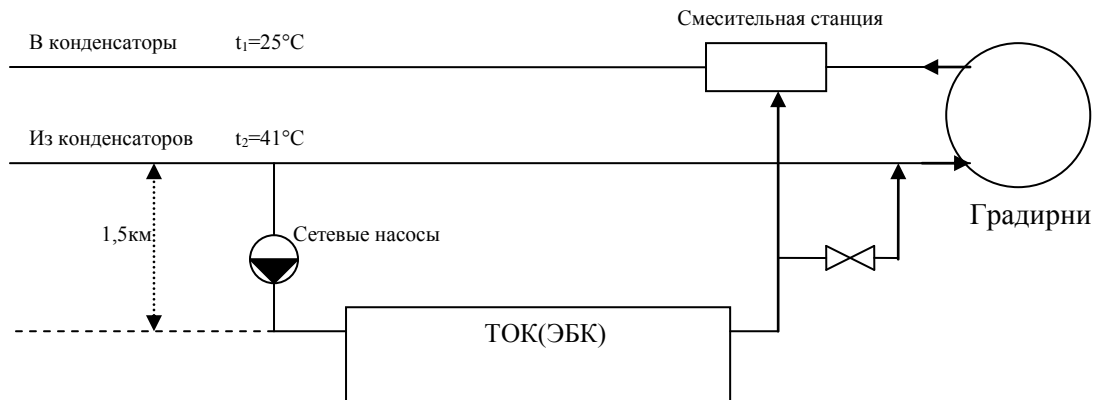 Смесительная станция
В конденсаторы t₁=25°C
Из конденсаторов t₂=41°C
Градирни
1,5км
Сетевые насосы
ТОК(ЭБК)